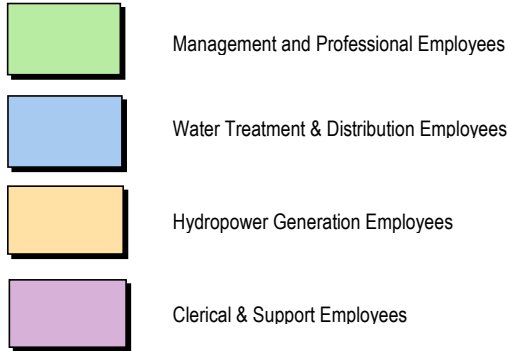 Management and Professional Employees
Water Treatment & Distribution Employees
Hydropower Generation Employees
Clerical & Support Employees